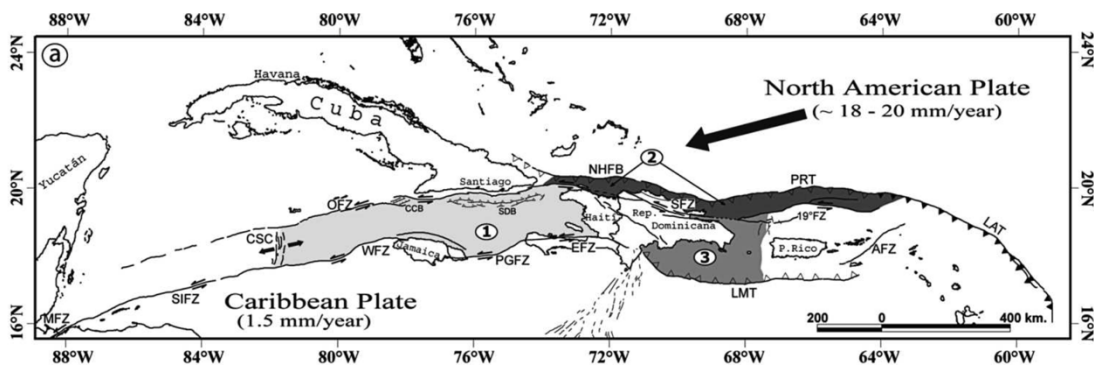 88°W 84°W 80°W 76°W 72°W 68°W 64°W 60°W
24°N
24°N
a
Havana
Cuba
North American Plate
(~ 18 - 20 mm/year)
Yucatán
2
20°N
20°N
NHFB
PRT
Santiago
OFZ
CCB
SDB
SFZ
19°FZ
Haití
Rep.
Dominicana
LAT
CSC
1
WFZ
Jamaica
PGFZ
EFZ
3
P.Rico
AFZ
SIFZ
LMT
Caribbean Plate
(1.5 mm/year)
MFZ
16°N
16°N
200 0 400 km.
88°W 84°W 80°W 76°W 72°W 68°W 64°W 60°W